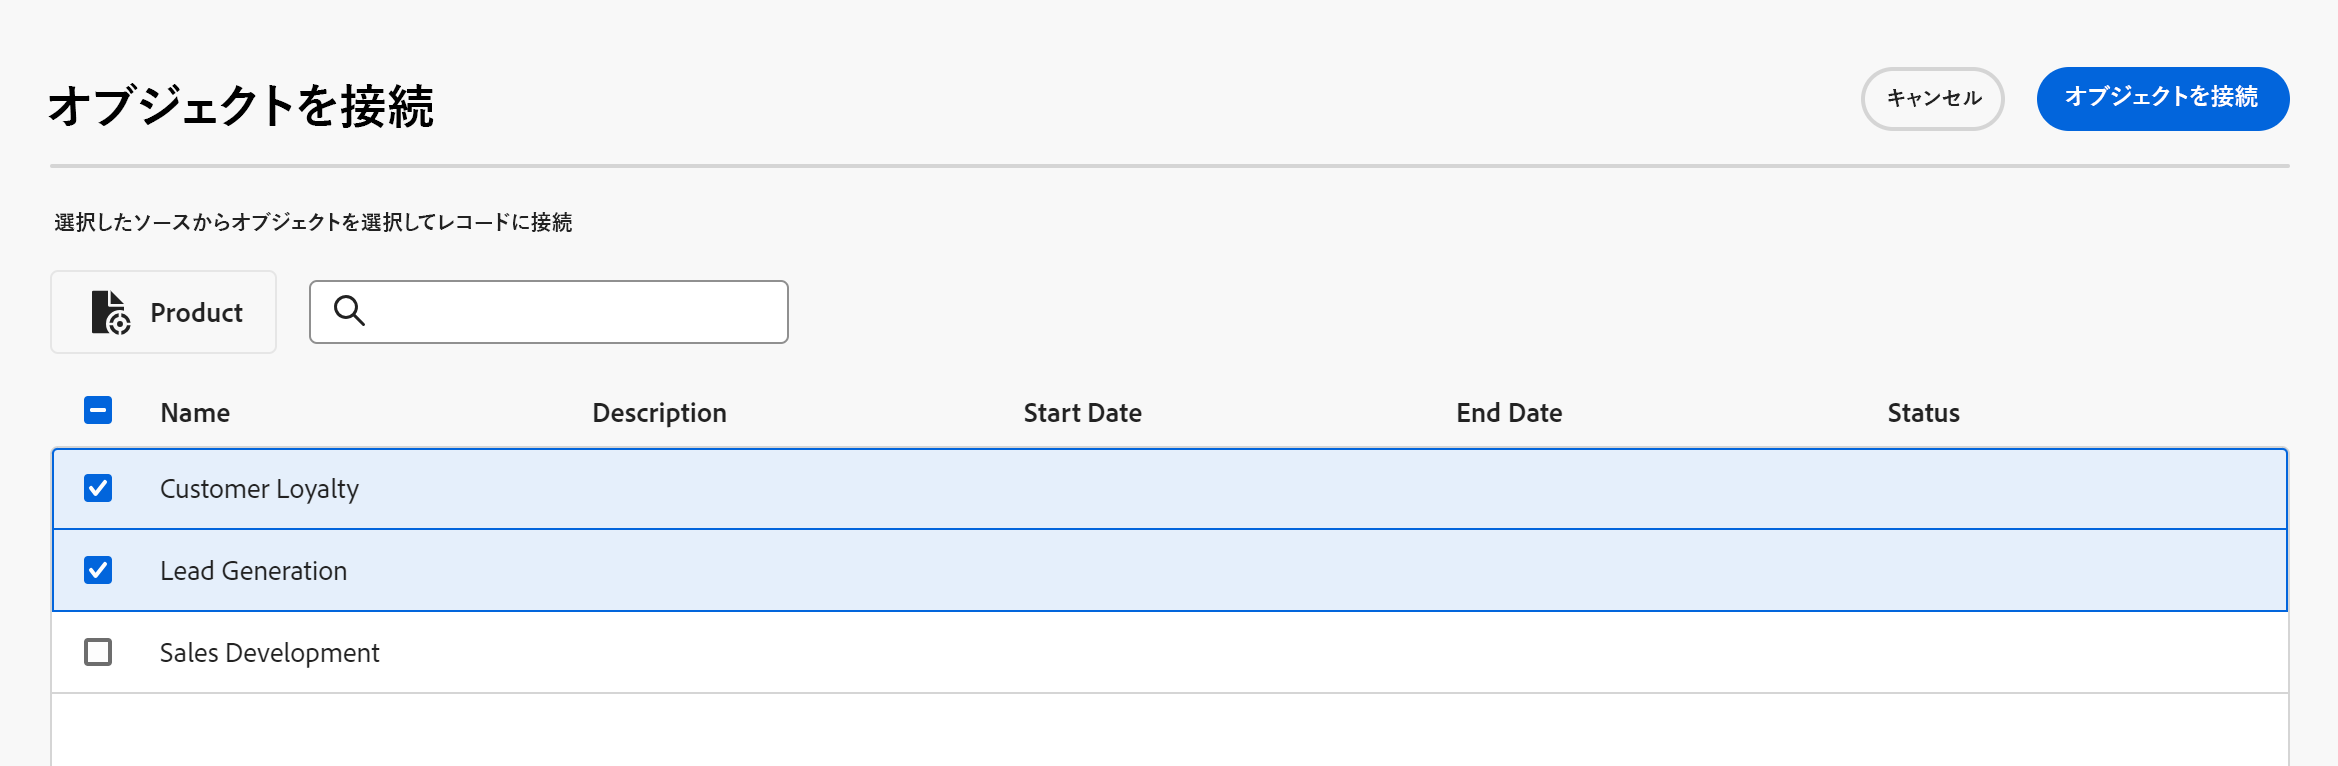 オブジェクトを接続
キャンセル
オブジェクトを接続
選択したソースからオブジェクトを選択してレコードに接続
Product
Name Description Start Date End Date Status
Customer Loyalty
Lead Generation
Sales Development